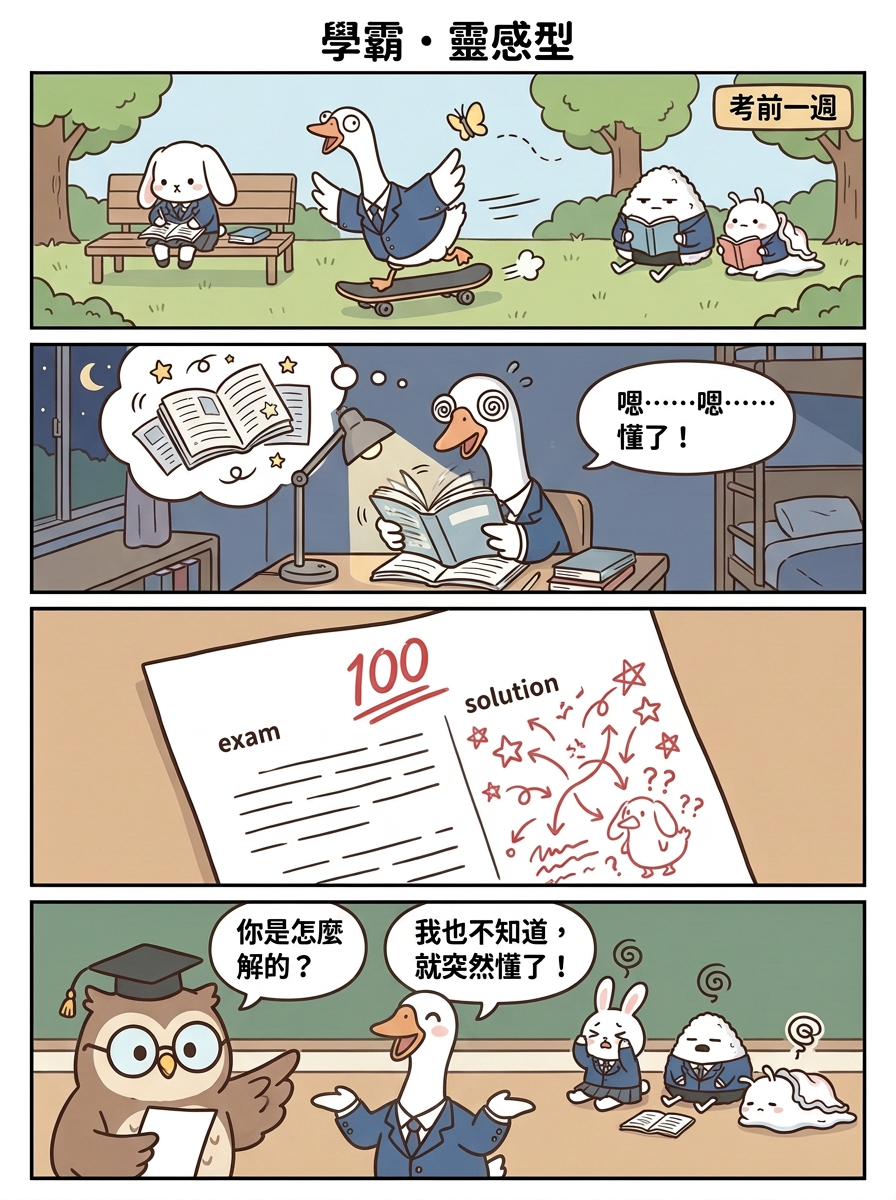 學霸・靈感型
考前一週
嗯……嗯……
懂了！
100
exam
solution
??
??
?
你是怎麼
解的？
我也不知道，
就突然懂了！